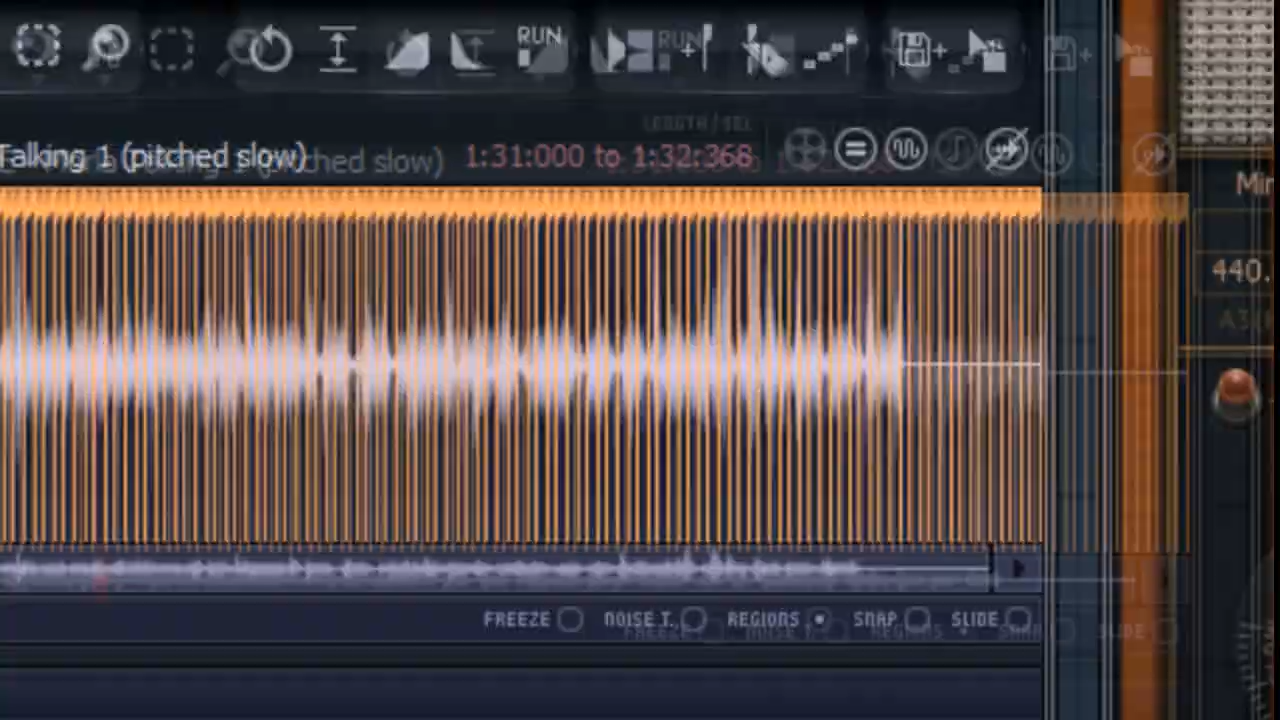 RUN
LENGTH / SEL
Talking 1 (pitched slow) 1:31:000 to 1:32:368
440.
FREEZE NOISE T. REGIONS SNAP SLIDE